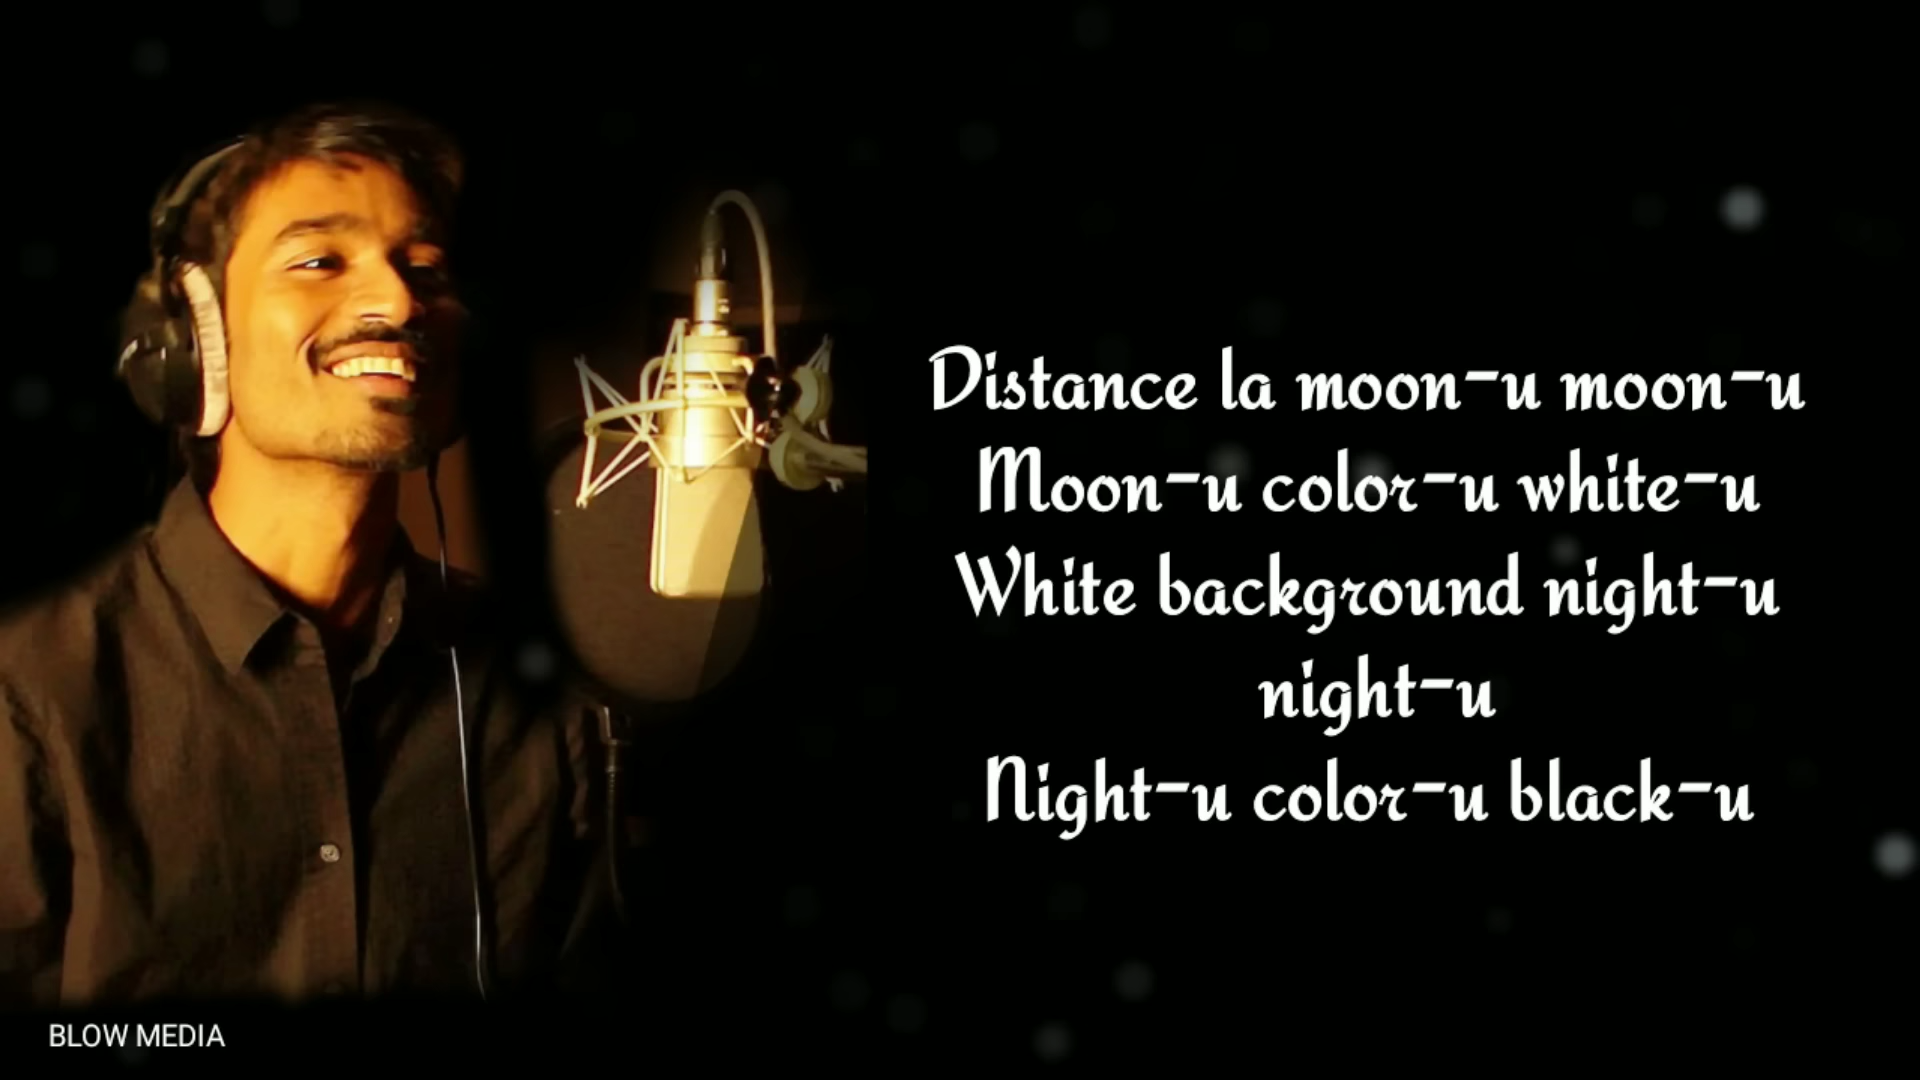 Distance la moon-u moon-u
Moon-u color-u white-u
White background night-u
night-u
Night-u color-u black-u
BLOW MEDIA